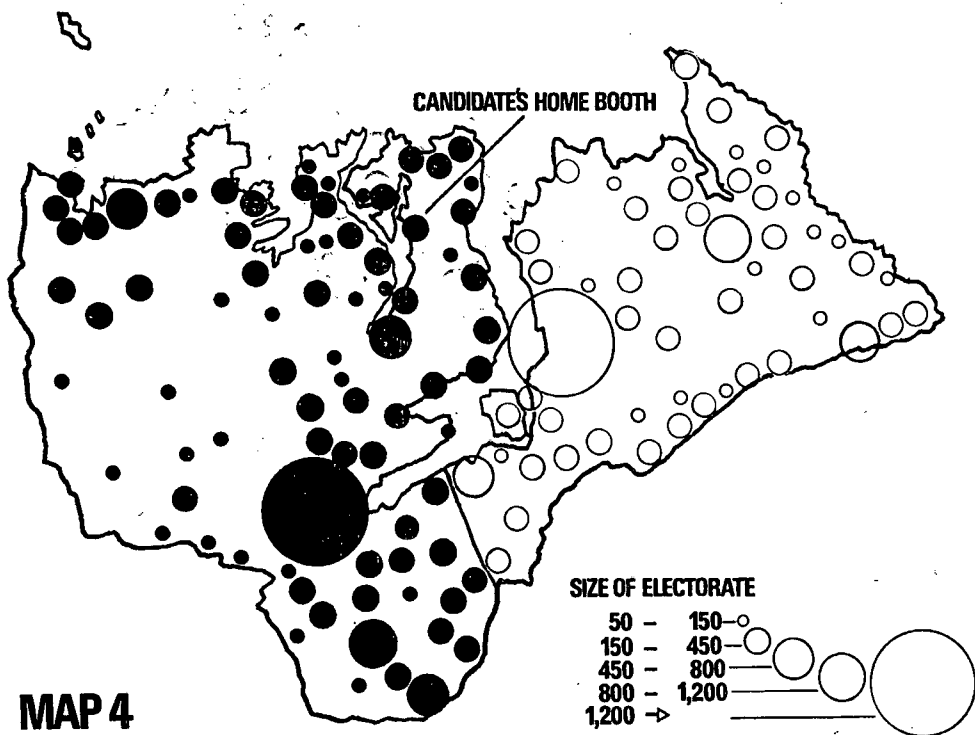 CANDIDATE'S HOME BOOTH
SIZE OF ELECTORATE
50 – 150
150 – 450
450 – 800
800 – 1,200
1,200 →
MAP 4